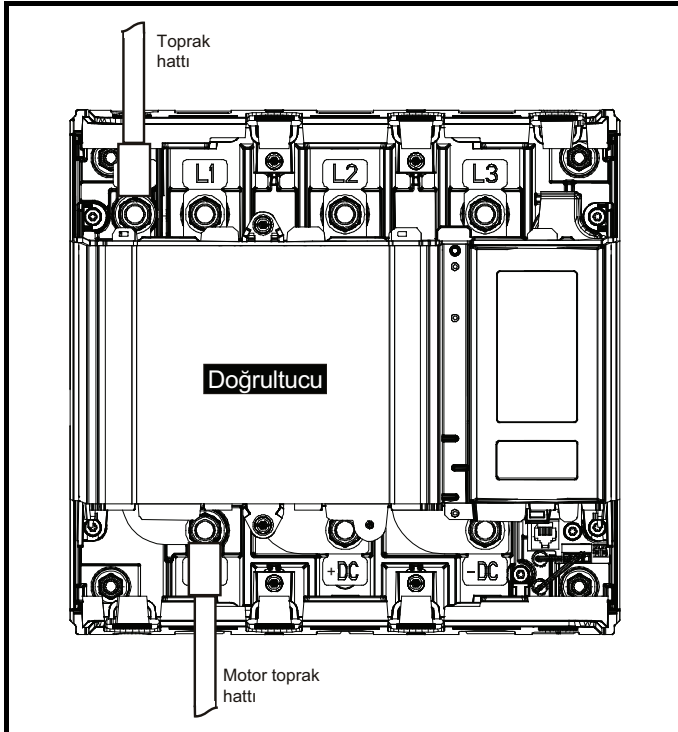 Toprak
hattı
L1
L2
L3
Doğrultucu
+DC
-DC
Motor toprak
hattı